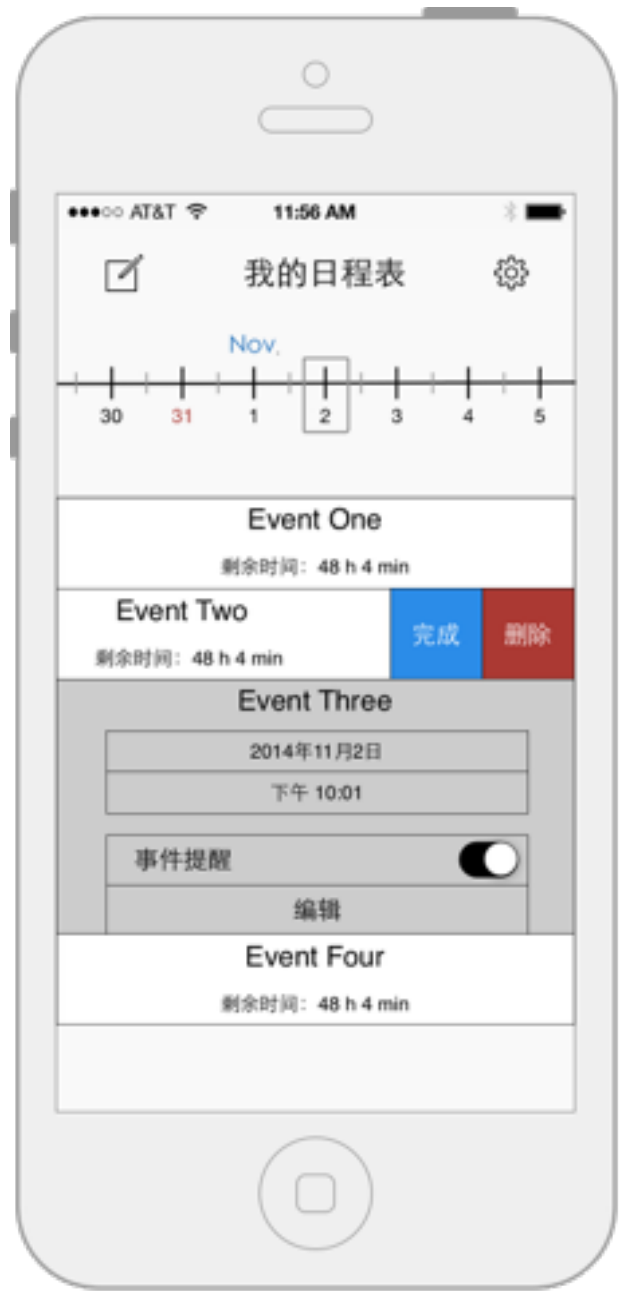 AT&T 11:56 AM
我的日程表
Nov.
30 31 1 2 3 4 5
Event One
剩余时间：48 h 4 min
Event Two
剩余时间：48 h 4 min
完成 删除
Event Three
2014年11月2日
下午 10:01
事件提醒
编辑
Event Four
剩余时间：48 h 4 min